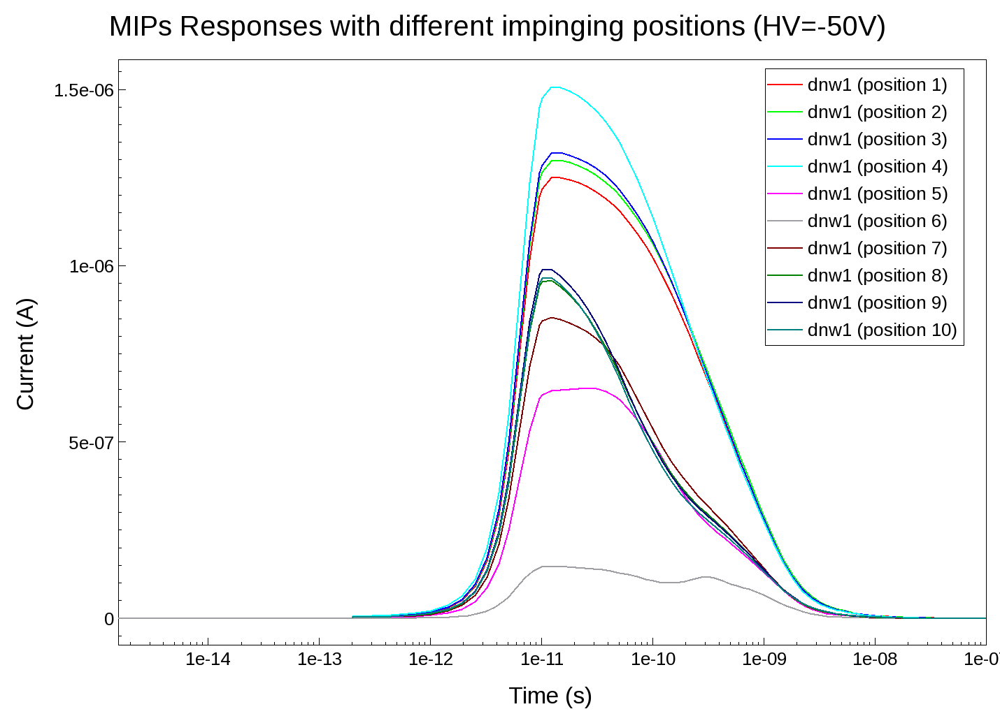 MIPs Responses with different impinging positions (HV=-50V)
dnw1 (position 1)
dnw1 (position 2)
dnw1 (position 3)
dnw1 (position 4)
dnw1 (position 5)
dnw1 (position 6)
dnw1 (position 7)
dnw1 (position 8)
dnw1 (position 9)
dnw1 (position 10)
1.5e-06
1e-06
5e-07
0
Current (A)
1e-14 1e-13 1e-12 1e-11 1e-10 1e-09 1e-08
Time (s)